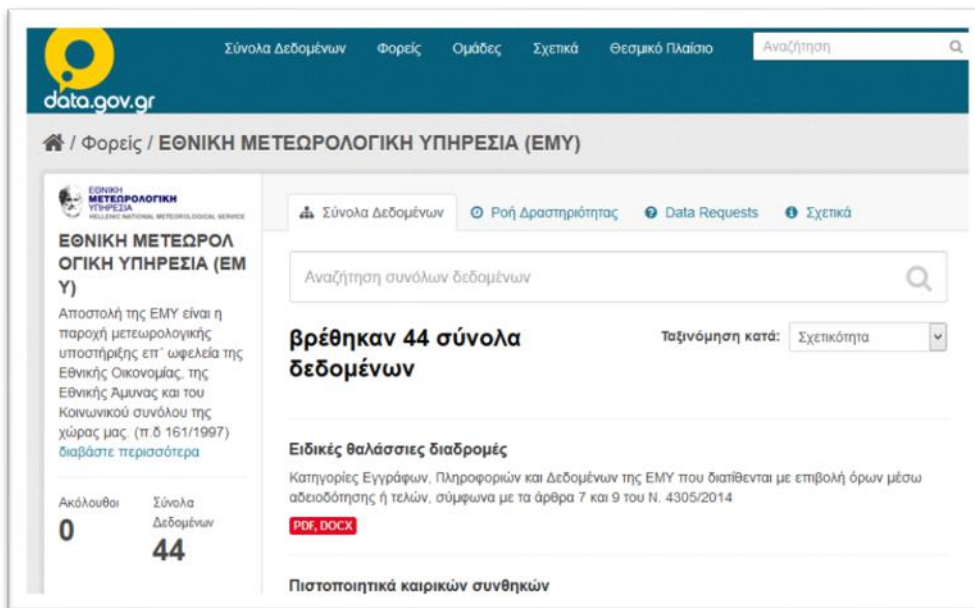 Σύνολα Δεδομένων Φορείς Ομάδες Σχετικά Θεσμικό Πλαίσιο Αναζήτηση
data.gov.gr
/ Φορείς / ΕΘΝΙΚΗ ΜΕΤΕΩΡΟΛΟΓΙΚΗ ΥΠΗΡΕΣΙΑ (ΕΜΥ)
ΕΘΝΙΚΗ
ΜΕΤΕΩΡΟΛΟΓΙΚΗ
ΥΠΗΡΕΣΙΑ
HELLENIC NATIONAL METEOROLOGICAL SERVICE
ΕΘΝΙΚΗ ΜΕΤΕΩΡΟΛ
ΟΓΙΚΗ ΥΠΗΡΕΣΙΑ (ΕΜ
Υ)
Αποστολή της ΕΜΥ είναι η
παροχή μετεωρολογικής
υποστήριξης επ΄ ωφελεία της
Εθνικής Οικονομίας, της
Εθνικής Άμυνας και του
Κοινωνικού συνόλου της
χώρας μας. (π.δ 161/1997)
διαβάστε περισσότερα
Ακόλουθοι Σύνολα
Δεδομένων
0 44
Σύνολα Δεδομένων Ροή Δραστηριότητας Data Requests Σχετικά
Αναζήτηση συνόλων δεδομένων
βρέθηκαν 44 σύνολα
δεδομένων
Ταξινόμηση κατά: Σχετικότητα
Ειδικές θαλάσσιες διαδρομές
Κατηγορίες Εγγράφων, Πληροφοριών και Δεδομένων της ΕΜΥ που διατίθενται με επιβολή όρων μέσω
αδειοδότησης ή τελών, σύμφωνα με τα άρθρα 7 και 9 του Ν. 4305/2014
PDF, DOCX
Πιστοποιητικά καιρικών συνθηκών